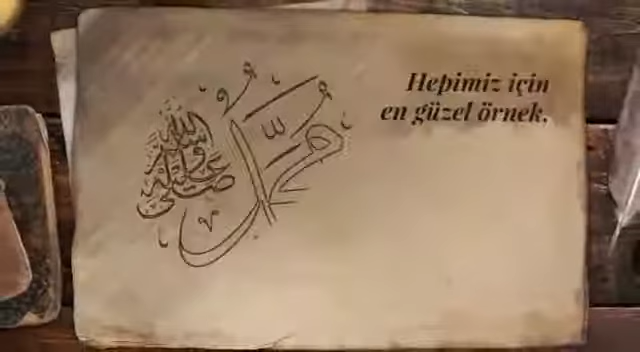 محمد
صلى الله عليه وسلم
Hepimiz için
en güzel örnek.